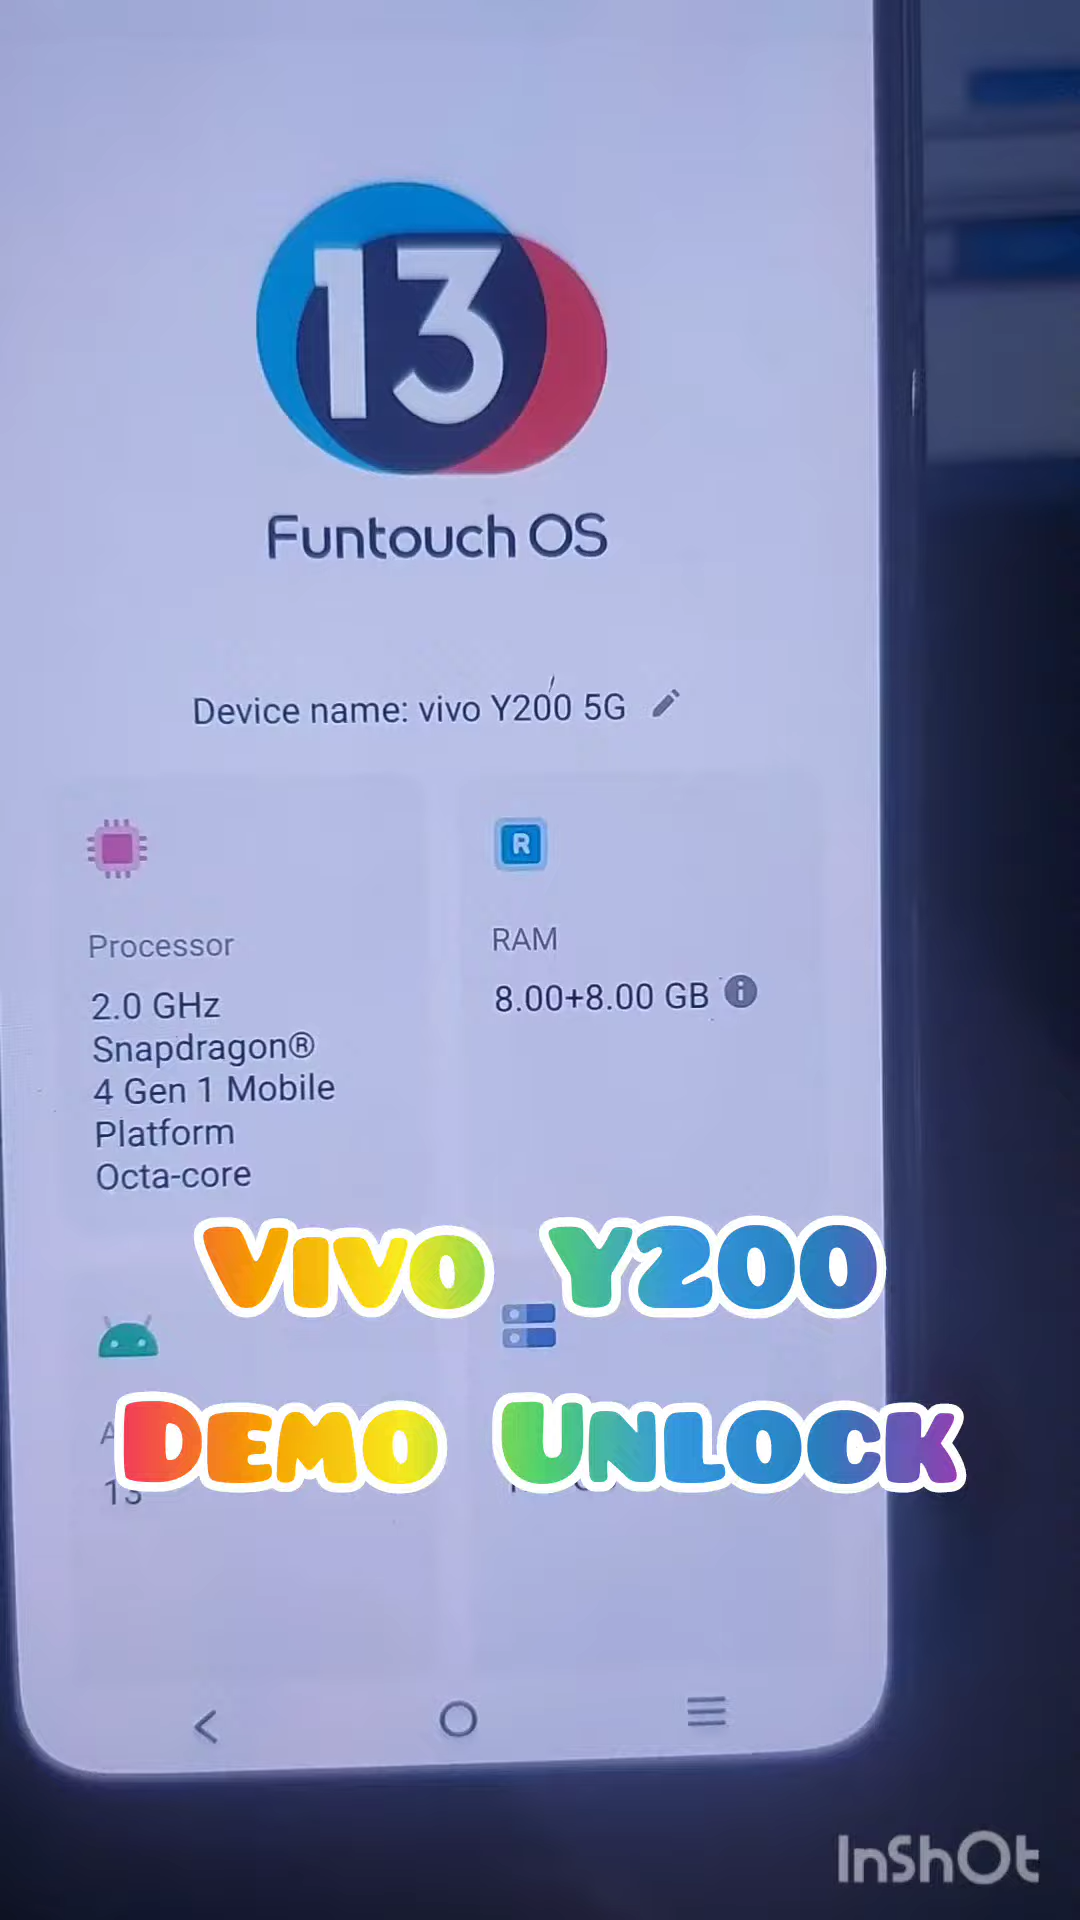 13
Funtouch OS
Device name: vivo Y200 5G
R
Processor
RAM
2.0 GHz
Snapdragon®
4 Gen 1 Mobile
Platform
Octa-core
8.00+8.00 GB
Vivo Y200
Demo Unlock
13
InShOt